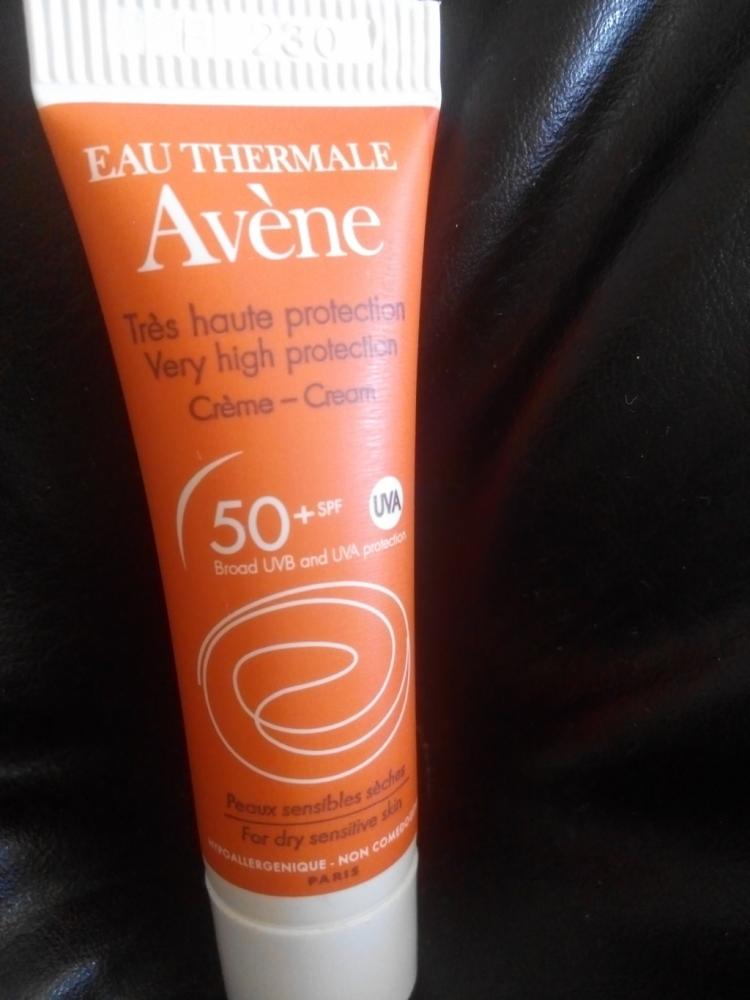 230
EAU THERMALE
Avène
Très haute protection
Very high protection
Crème – Cream
50+ SPF UVA
Broad UVB and UVA protection
Peaux sensibles sèches
For dry sensitive skin
HYPOALLERGENIQUE - NON
PARIS